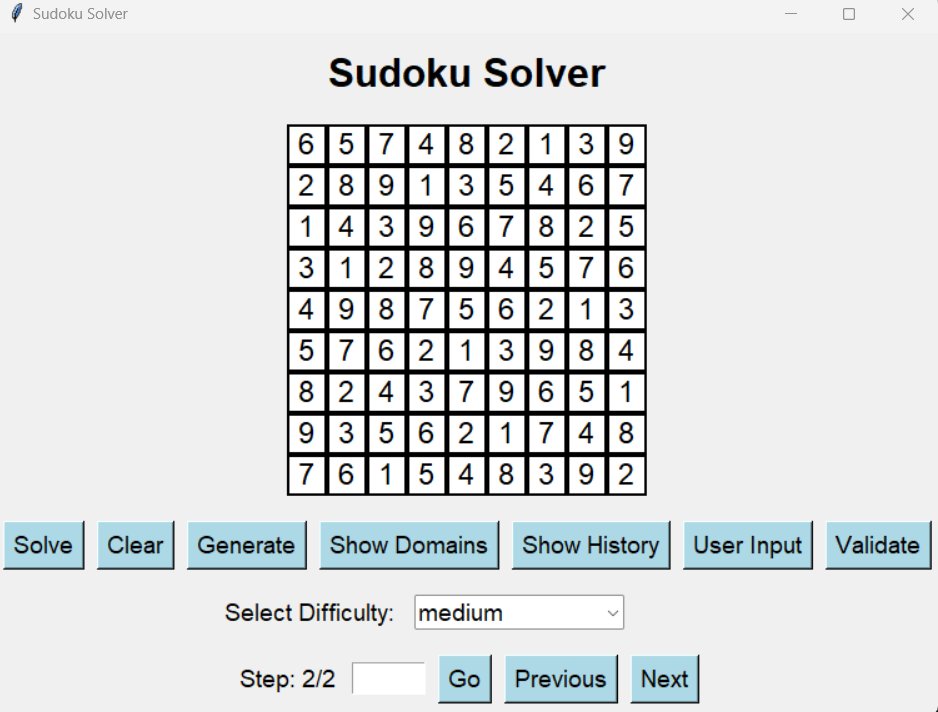 Sudoku Solver
Sudoku Solver
6 5 7 4 8 2 1 3 9
2 8 9 1 3 5 4 6 7
1 4 3 9 6 7 8 2 5
3 1 2 8 9 4 5 7 6
4 9 8 7 5 6 2 1 3
5 7 6 2 1 3 9 8 4
8 2 4 3 7 9 6 5 1
9 3 5 6 2 1 7 4 8
7 6 1 5 4 8 3 9 2
Solve Clear Generate Show Domains Show History User Input Validate
Select Difficulty: medium
Step: 2/2 Go Previous Next